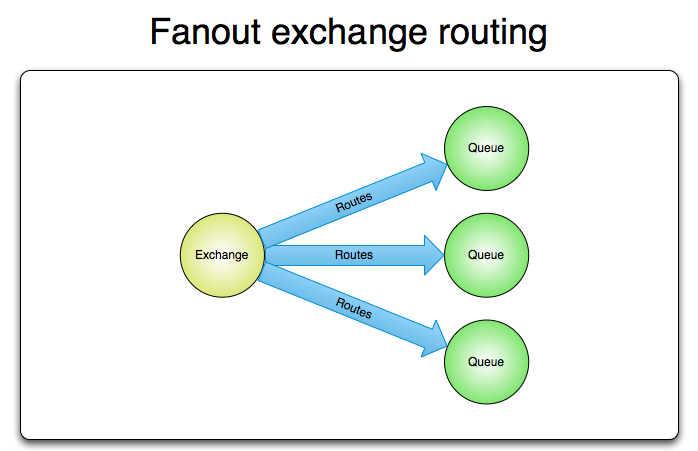 Fanout exchange routing
Queue
Routes
Exchange
Routes
Queue
Routes
Queue